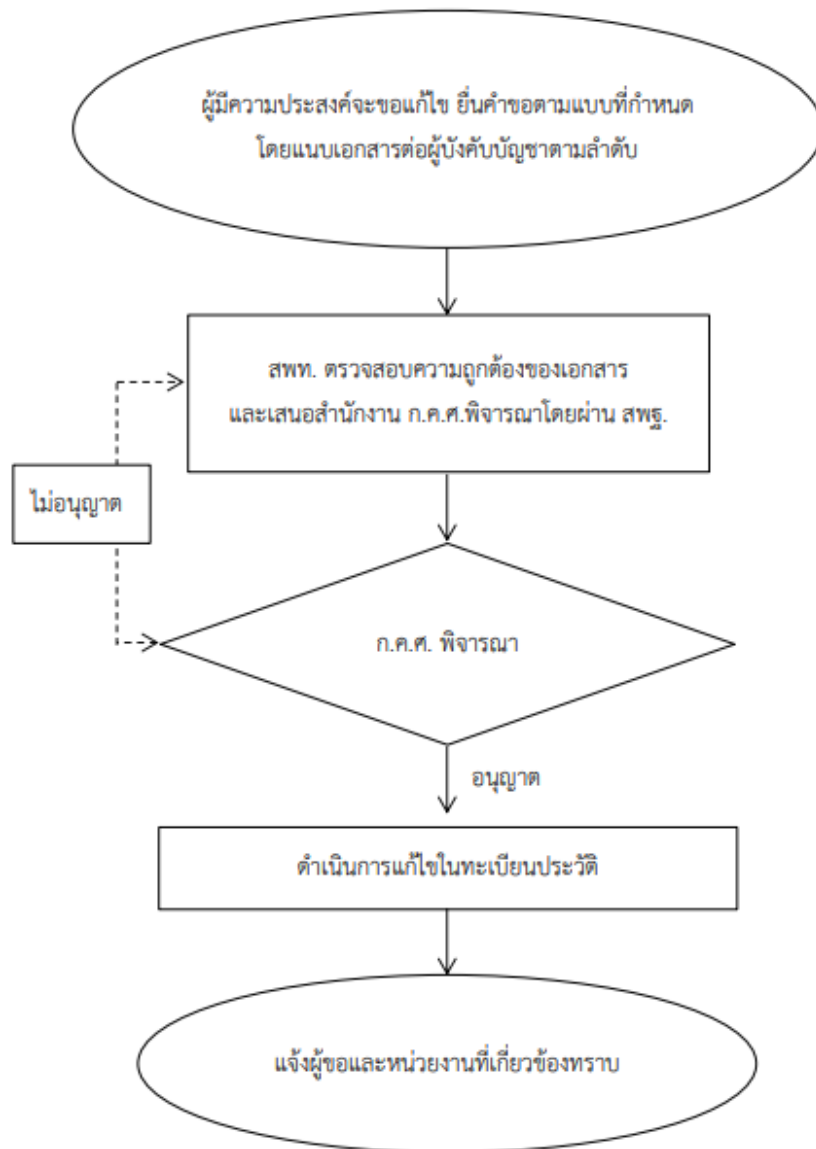 ผู้มีความประสงค์จะขอแก้ไข ยื่นคำขอตามแบบที่กำหนด
โดยแนบเอกสารต่อผู้บังคับบัญชาตามลำดับ
สพท. ตรวจสอบความถูกต้องของเอกสาร
และเสนอสำนักงาน ก.ค.ศ.พิจารณาโดยผ่าน สพฐ.
ไม่อนุญาต
ก.ค.ศ. พิจารณา
อนุญาต
ดำเนินการแก้ไขในทะเบียนประวัติ
แจ้งผู้ขอและหน่วยงานที่เกี่ยวข้องทราบ